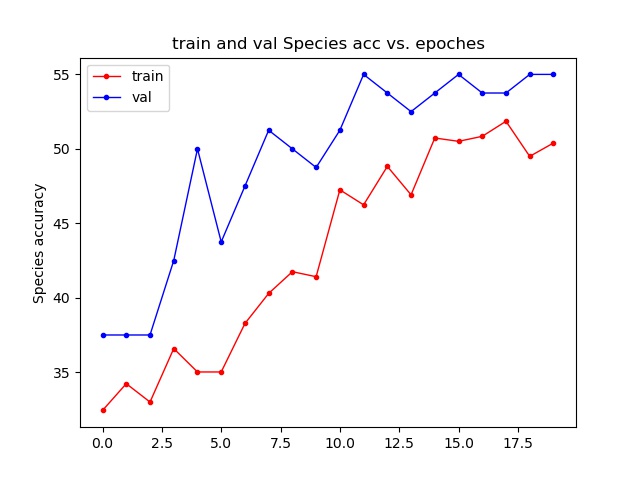 train and val Species acc vs. epoches
train
val
Species accuracy
55
50
45
40
35
0.0 2.5 5.0 7.5 10.0 12.5 15.0 17.5